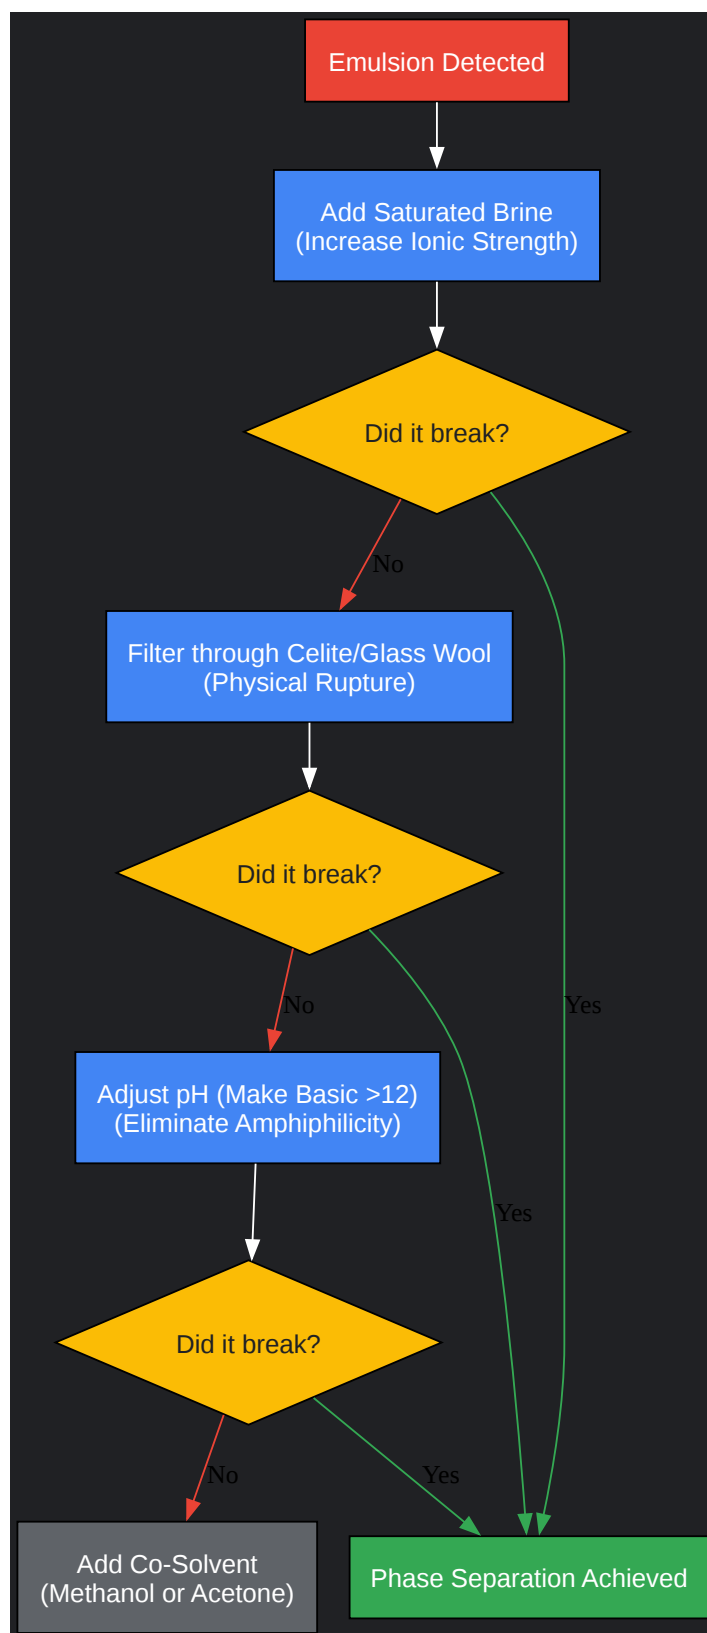 Emulsion Detected
Add Saturated Brine
(Increase Ionic Strength)
Did it break?
No
Filter through Celite/Glass Wool
(Physical Rupture)
Did it break?
No
Yes
Adjust pH (Make Basic >12)
(Eliminate Amphiphilicity)
Yes
Did it break?
No
Yes
Add Co-Solvent
(Methanol or Acetone)
Phase Separation Achieved